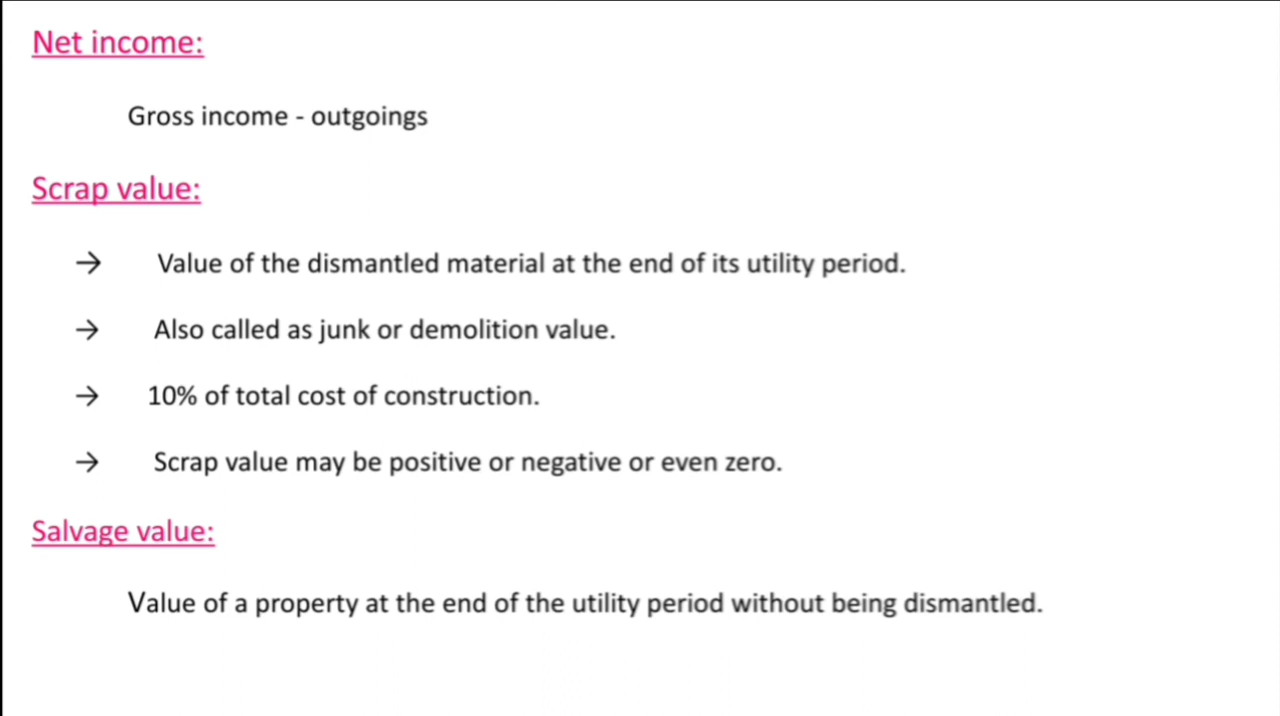 Net income:
Gross income - outgoings
Scrap value:
→ Value of the dismantled material at the end of its utility period.
→ Also called as junk or demolition value.
→ 10% of total cost of construction.
→ Scrap value may be positive or negative or even zero.
Salvage value:
Value of a property at the end of the utility period without being dismantled.